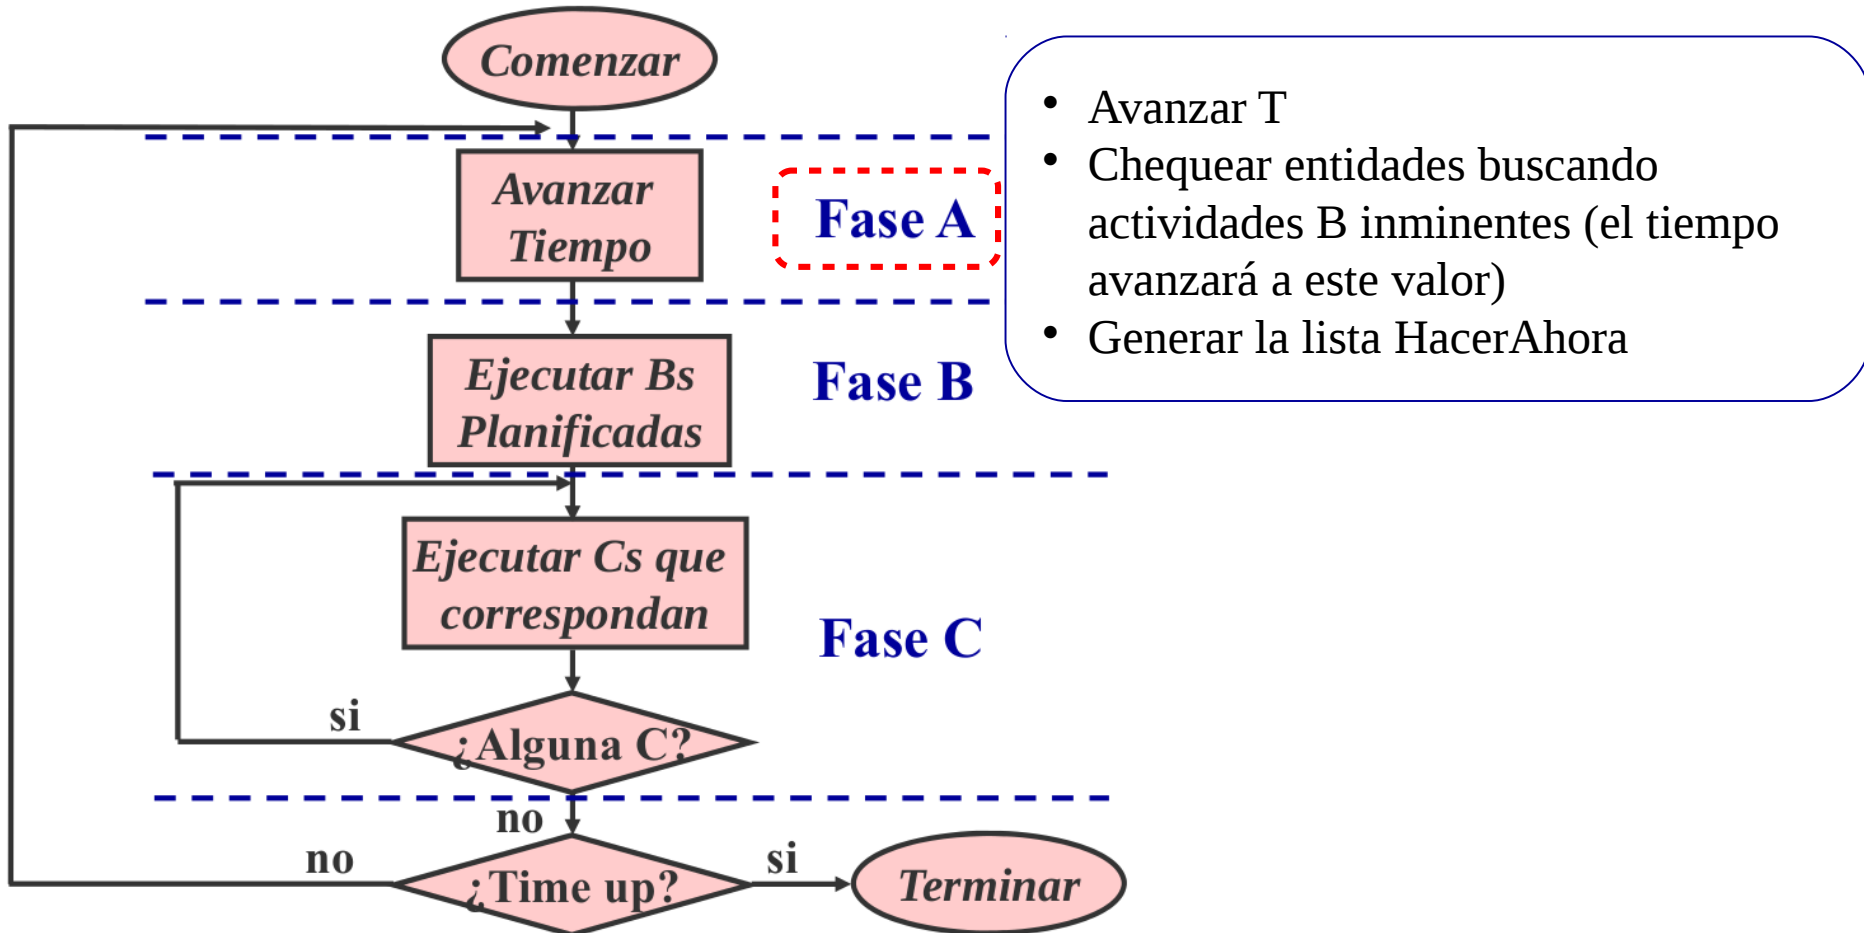 Comenzar
Avanzar
Tiempo
Fase A
• Avanzar T
• Chequear entidades buscando
actividades B inminentes (el tiempo
avanzará a este valor)
• Generar la lista HacerAhora
Ejecutar Bs
Planificadas
Fase B
Ejecutar Cs que
correspondan
Fase C
si
¿Alguna C?
no
no
¿Time up?
si
Terminar